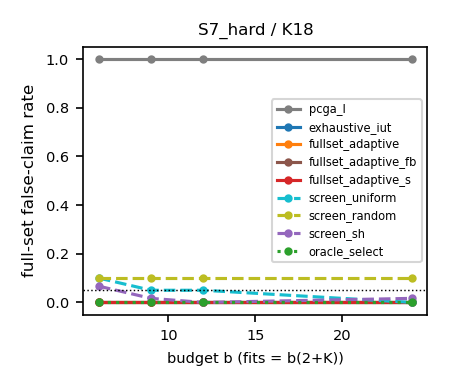 S7_hard / K18
full-set false-claim rate
1.0
0.8
0.6
0.4
0.2
0.0
pcga_l
exhaustive_iut
fullset_adaptive
fullset_adaptive_fb
fullset_adaptive_s
screen_uniform
screen_random
screen_sh
oracle_select
10
15
20
budget b (fits = b(2+K))